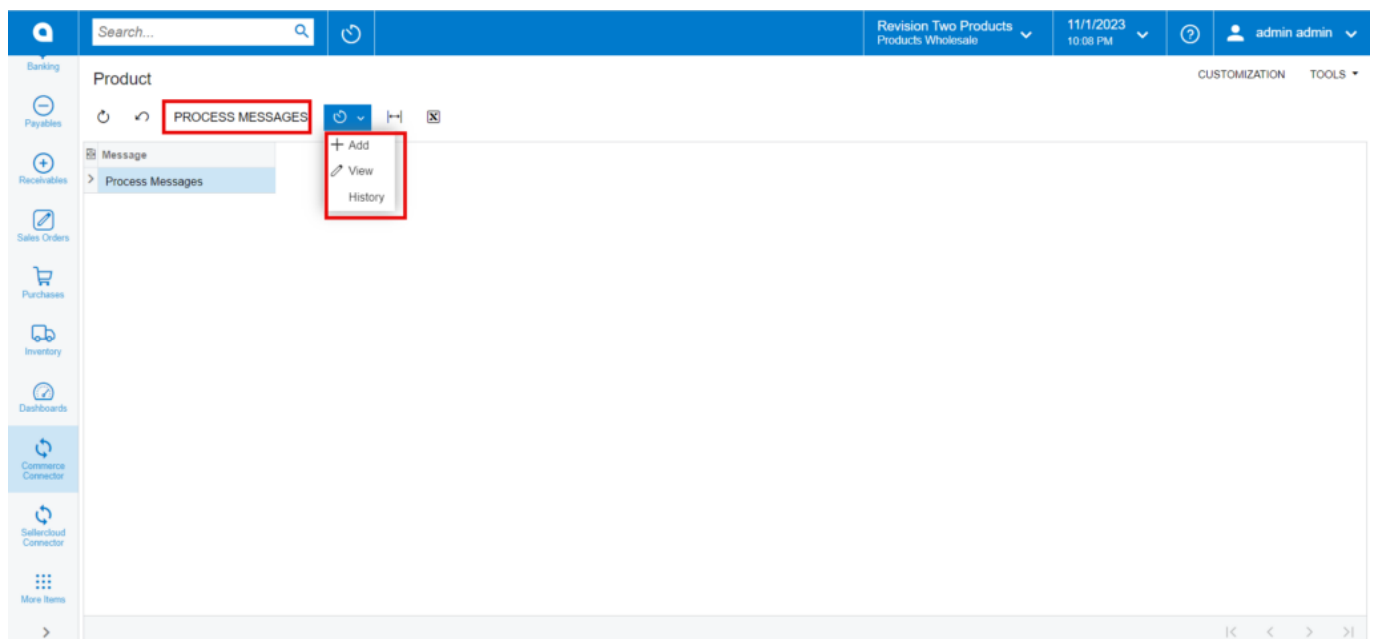 Search...
Revision Two Products
Products Wholesale
11/1/2023
10:08 PM
admin admin
Banking
Product
CUSTOMIZATION
TOOLS
Payables
PROCESS MESSAGES
Add
View
History
Message
Process Messages
Receivables
Sales Orders
Purchases
Inventory
Dashboards
Commerce
Connector
Sellercloud
Connector
More Items